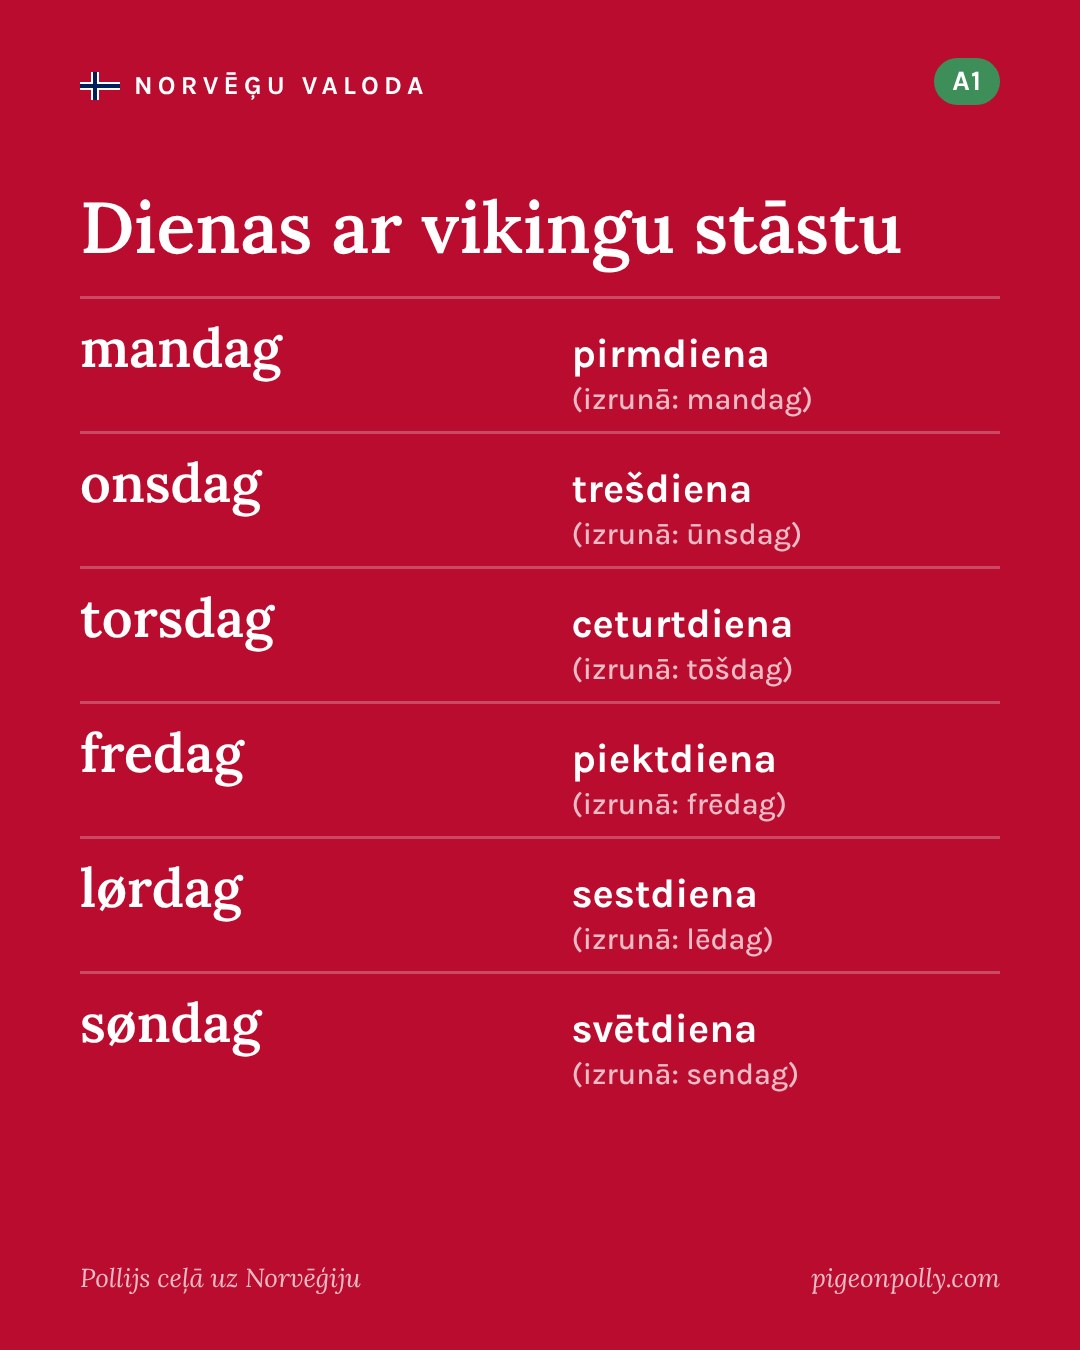 NORVĒĢU VALODA
A1
Dienas ar vikingu stāstu
mandag
pirmdiena
(izrunā: mandag)
onsdag
trešdiena
(izrunā: ūnsdag)
torsdag
ceturtdiena
(izrunā: tōšdag)
fredag
piektdiena
(izrunā: frēdag)
lørdag
sestdiena
(izrunā: lēdag)
søndag
svētdiena
(izrunā: sendag)
Pollijs ceļā uz Norvēģiju
pigeonpolly.com